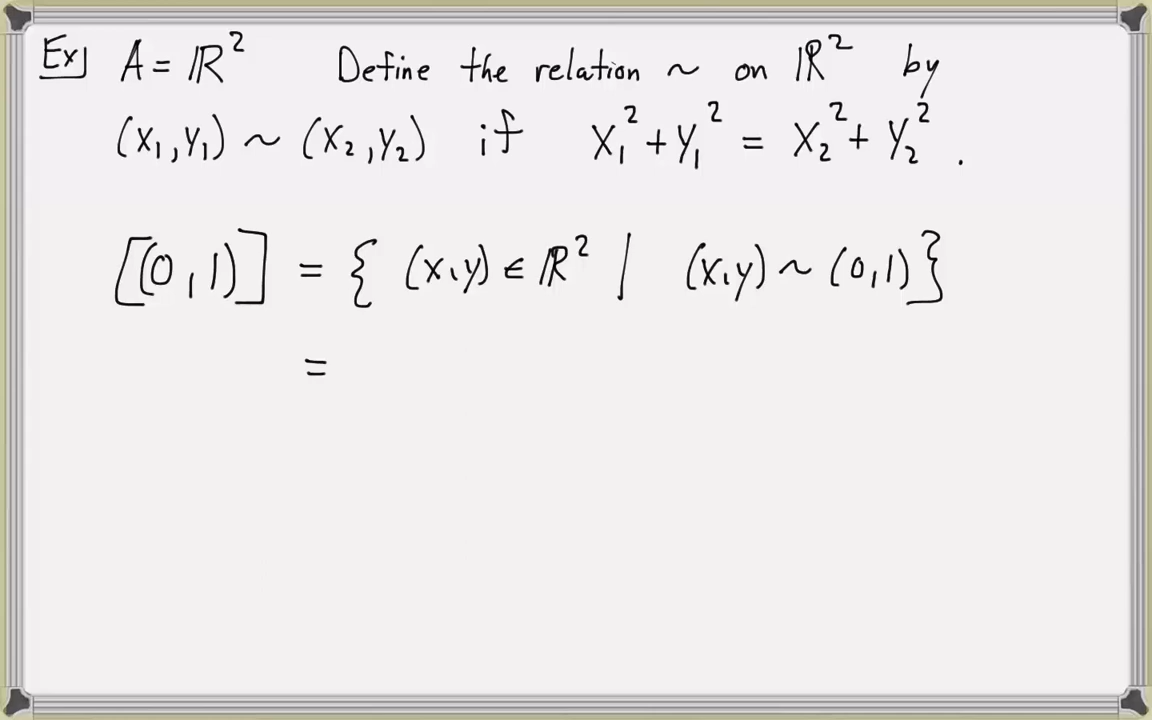 Ex] A = ℝ² Define the relation ~ on ℝ² by
(x₁,y₁) ~ (x₂,y₂) if x₁² + y₁² = x₂² + y₂² .
[(0,1)] = { (x,y) ∈ ℝ² | (x,y) ~ (0,1) }
=